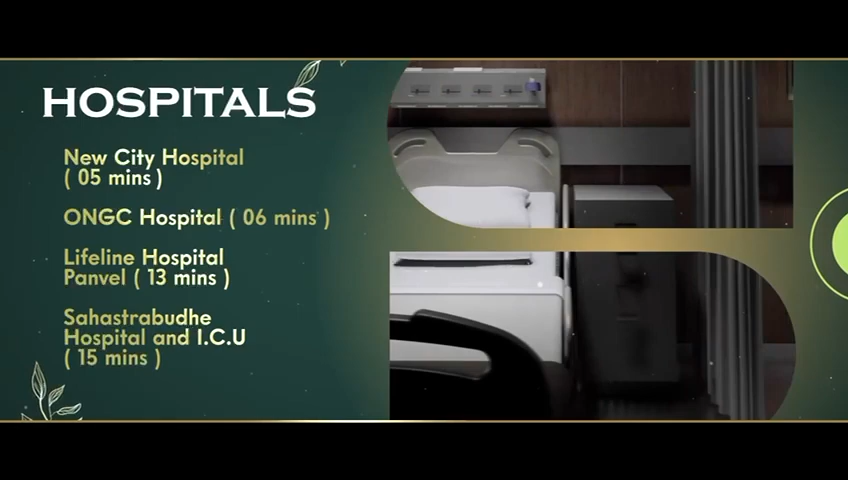 HOSPITALS
New City Hospital
( 05 mins )
ONGC Hospital ( 06 mins )
Lifeline Hospital
Panvel ( 13 mins )
Sahastrabudhe
Hospital and I.C.U
( 15 mins )